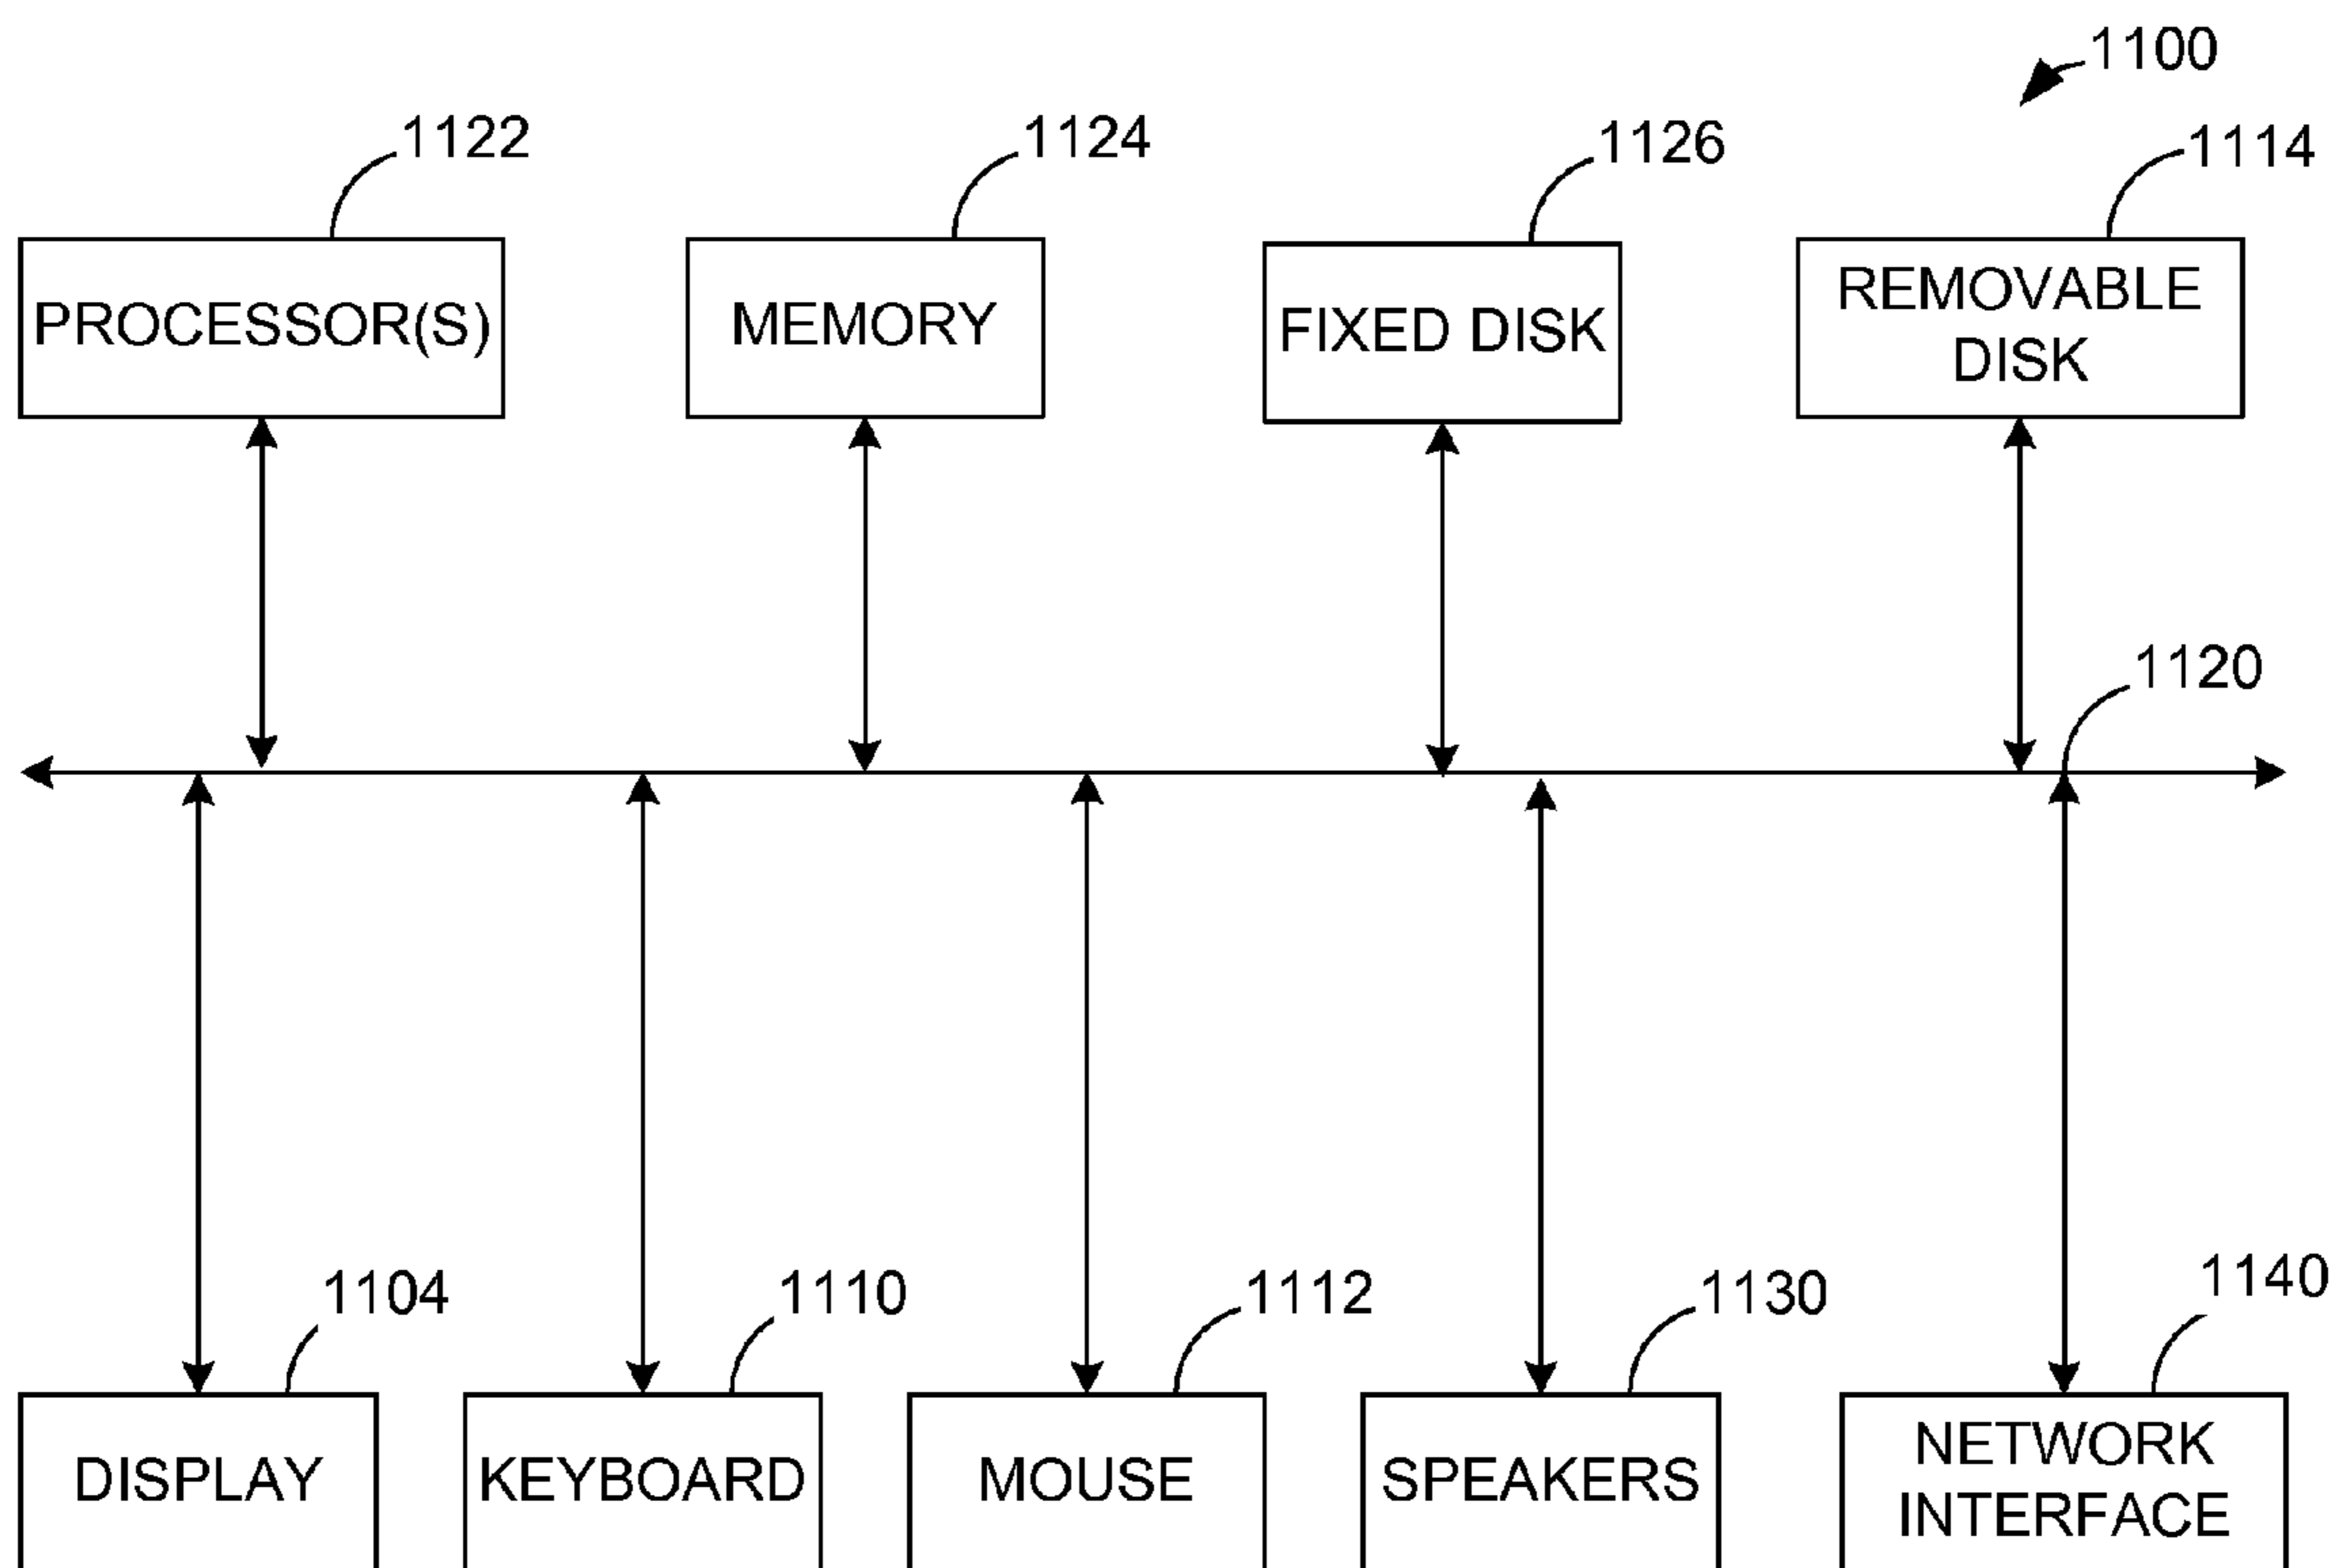 1100
1122
1124
1126
1114
PROCESSOR(S)
MEMORY
FIXED DISK
REMOVABLE
DISK
1120
1104
1110
1112
1130
1140
DISPLAY
KEYBOARD
MOUSE
SPEAKERS
NETWORK
INTERFACE